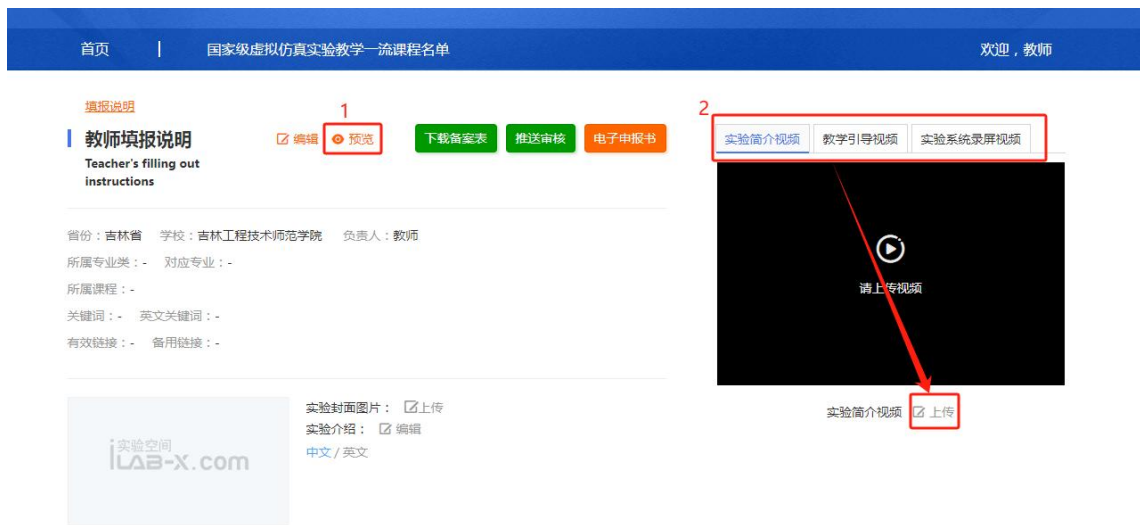 首页 | 国家级虚拟仿真实验教学一流课程名单 欢迎，教师
填报说明
1
2
教师填报说明 编辑 预览 下载备案表 推送审核 电子申报书
Teacher's filling out
instructions
实验简介视频 教学引导视频 实验系统录屏视频
省份：吉林省 学校：吉林工程技术师范学院 负责人：教师
所属专业类：- 对应专业：-
所属课程：-
关键词：- 英文关键词：-
有效链接：- 备用链接：-
请上传视频
实验简介视频 上传
实验封面图片： 上传
实验介绍： 编辑
中文 / 英文
实验空间
iLAB-X.com